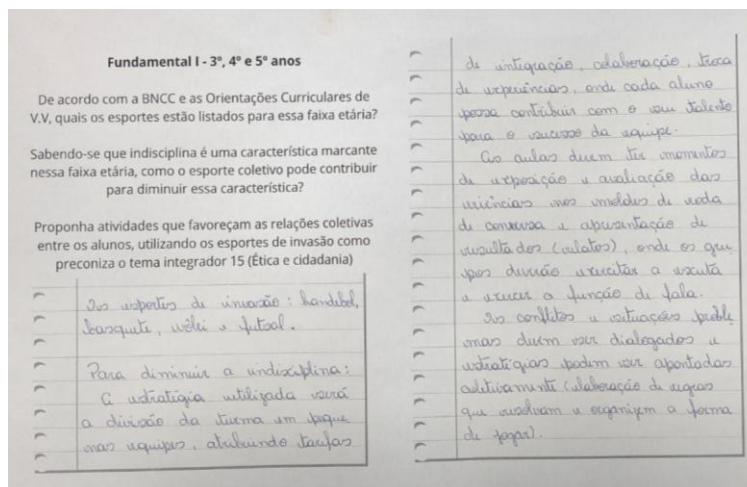 Fundamental I - 3º, 4º e 5º anos
De acordo com a BNCC e as Orientações Curriculares de
V.V, quais os esportes estão listados para essa faixa etária?
Sabendo-se que indisciplina é uma característica marcante
nessa faixa etária, como o esporte coletivo pode contribuir
para diminuir essa característica?
Proponha atividades que favoreçam as relações coletivas
entre os alunos, utilizando os esportes de invasão como
preconiza o tema integrador 15 (Ética e cidadania)
Os esportes de invasão: handebol,
basquete, vôlei e futsal.
Para diminuir a indisciplina:
A estratégia utilizada será
a divisão da turma em peque
nas equipes, atribuindo tarefas
de integração, colaboração, troca
de experiências, onde cada aluno
possa contribuir com o seu talento
para o sucesso da equipe.
As aulas devem ter momentos
de exposição e avaliação das
vivências nos moldes de roda
de conversa e apresentação de
resultados (relatos), onde os gru
pos deverão exercitar a escuta
e exercer a função de fala.
Os conflitos e situações proble
mas devem ser dialogados e
estratégias podem ser apontadas
coletivamente (elaboração de regras
que resolvam e organizem a forma
de jogar).